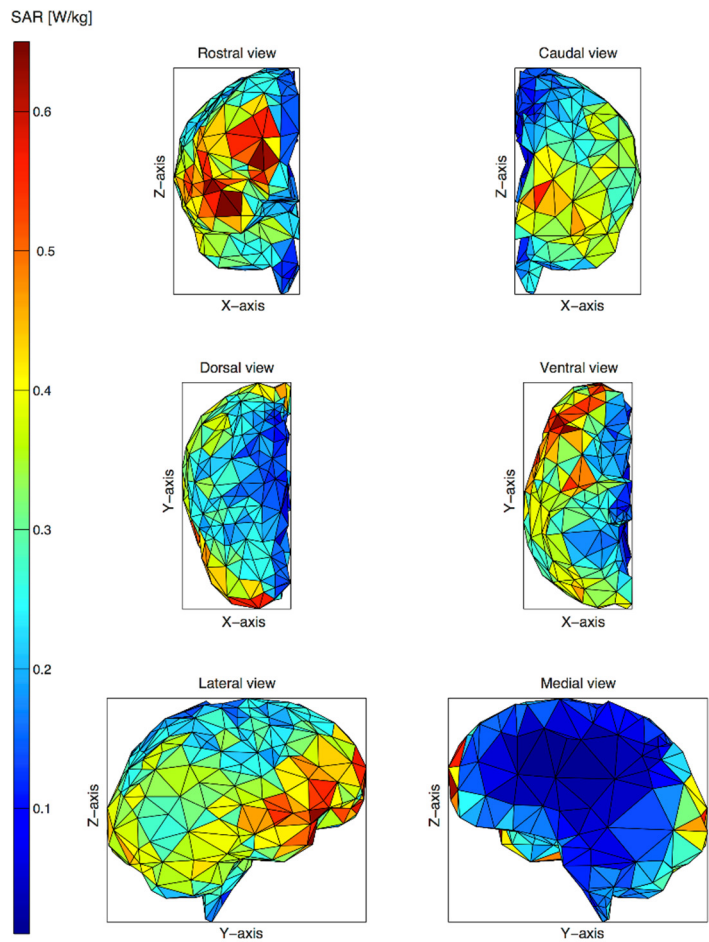 SAR [W/kg]
0.6
0.5
0.4
0.3
0.2
0.1
Rostral view
Z−axis
X−axis
Caudal view
Z−axis
X−axis
Dorsal view
Y−axis
X−axis
Ventral view
Y−axis
X−axis
Lateral view
Z−axis
Y−axis
Medial view
Z−axis
Y−axis